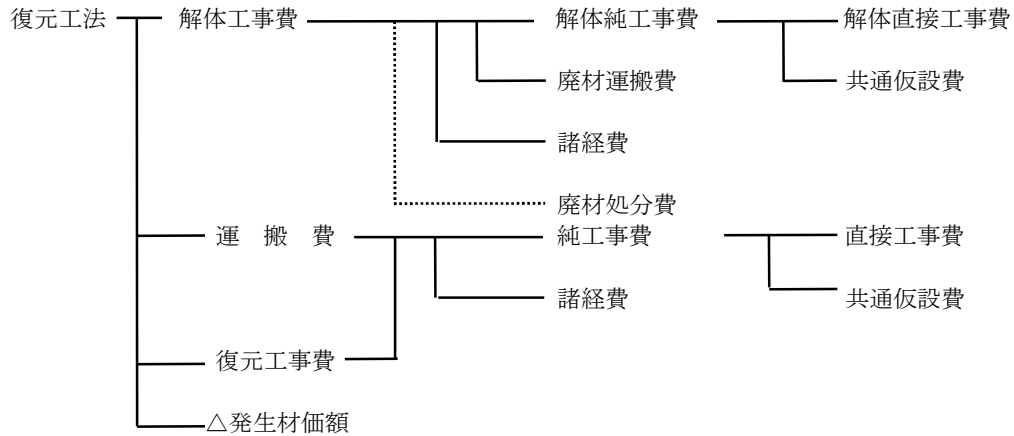 復元工法 解体工事費 解体純工事費 解体直接工事費
廃材運搬費 共通仮設費
諸経費
廃材処分費
運　搬　費 純工事費 直接工事費
諸経費 共通仮設費
復元工事費
△発生材価額